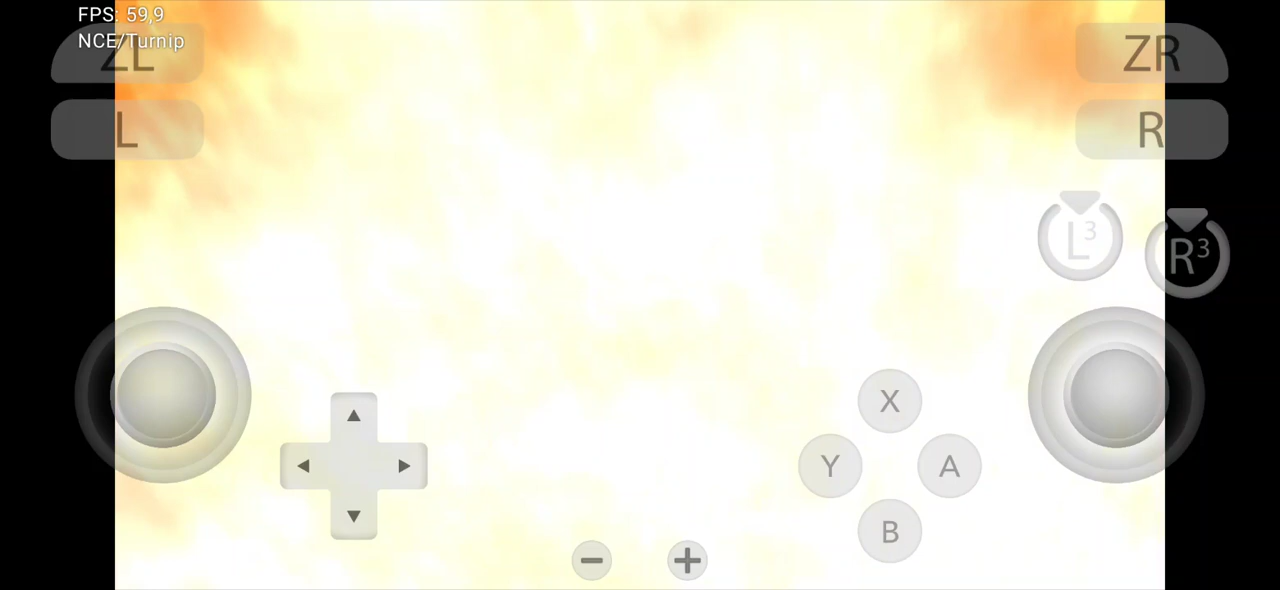 FPS: 59,9
NCE/Turnip
ZL
ZR
L
R
L3
R3
X
Y
A
B
− +